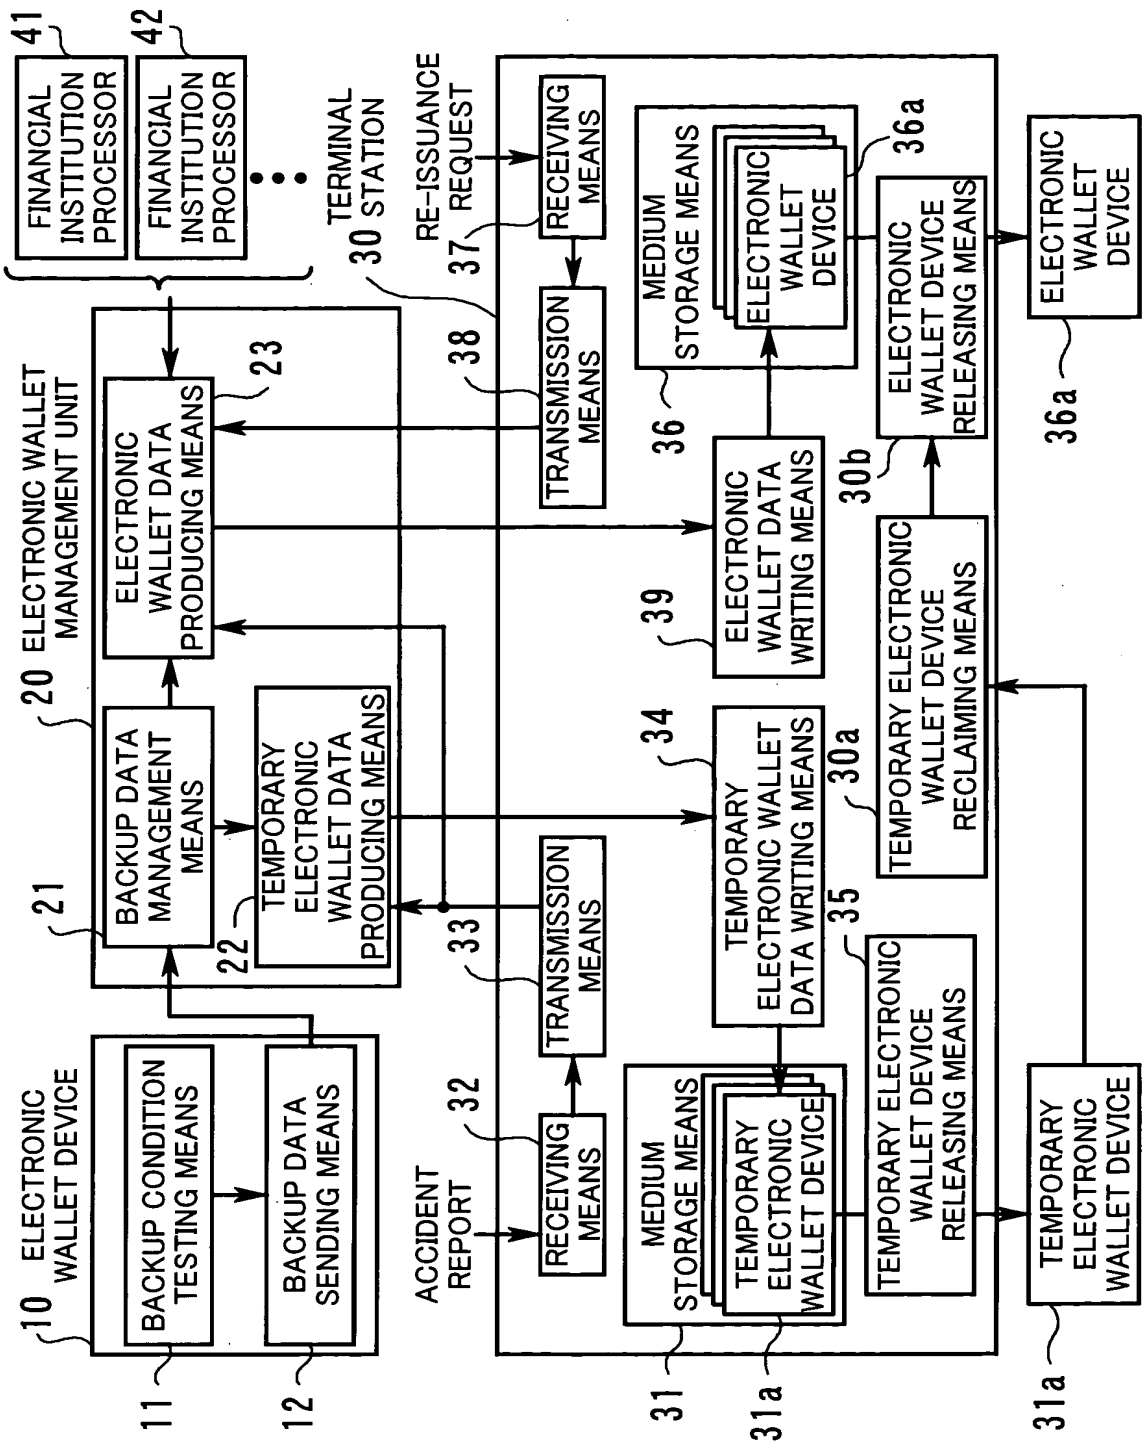 10
ELECTRONIC
WALLET DEVICE
11
BACKUP CONDITION
TESTING MEANS
12
BACKUP DATA
SENDING MEANS
20
ELECTRONIC WALLET
MANAGEMENT UNIT
21
BACKUP DATA
MANAGEMENT
MEANS
22
TEMPORARY
ELECTRONIC
WALLET DATA
PRODUCING MEANS
23
ELECTRONIC
WALLET DATA
PRODUCING MEANS
41
FINANCIAL
INSTITUTION
PROCESSOR
42
FINANCIAL
INSTITUTION
PROCESSOR
30
TERMINAL
STATION
ACCIDENT
REPORT
32
RECEIVING
MEANS
33
TRANSMISSION
MEANS
38
TRANSMISSION
MEANS
37
RECEIVING
MEANS
RE-ISSUANCE
REQUEST
31
MEDIUM
STORAGE MEANS
31a
TEMPORARY
ELECTRONIC
WALLET DEVICE
34
TEMPORARY
ELECTRONIC WALLET
DATA WRITING MEANS
39
ELECTRONIC
WALLET DATA
WRITING MEANS
36
MEDIUM
STORAGE MEANS
36a
ELECTRONIC
WALLET
DEVICE
35
TEMPORARY ELECTRONIC
WALLET DEVICE
RELEASING MEANS
30a
TEMPORARY ELECTRONIC
WALLET DEVICE
RECLAIMING MEANS
30b
ELECTRONIC
WALLET DEVICE
RELEASING MEANS
31a
TEMPORARY
ELECTRONIC
WALLET DEVICE
36a
ELECTRONIC
WALLET
DEVICE